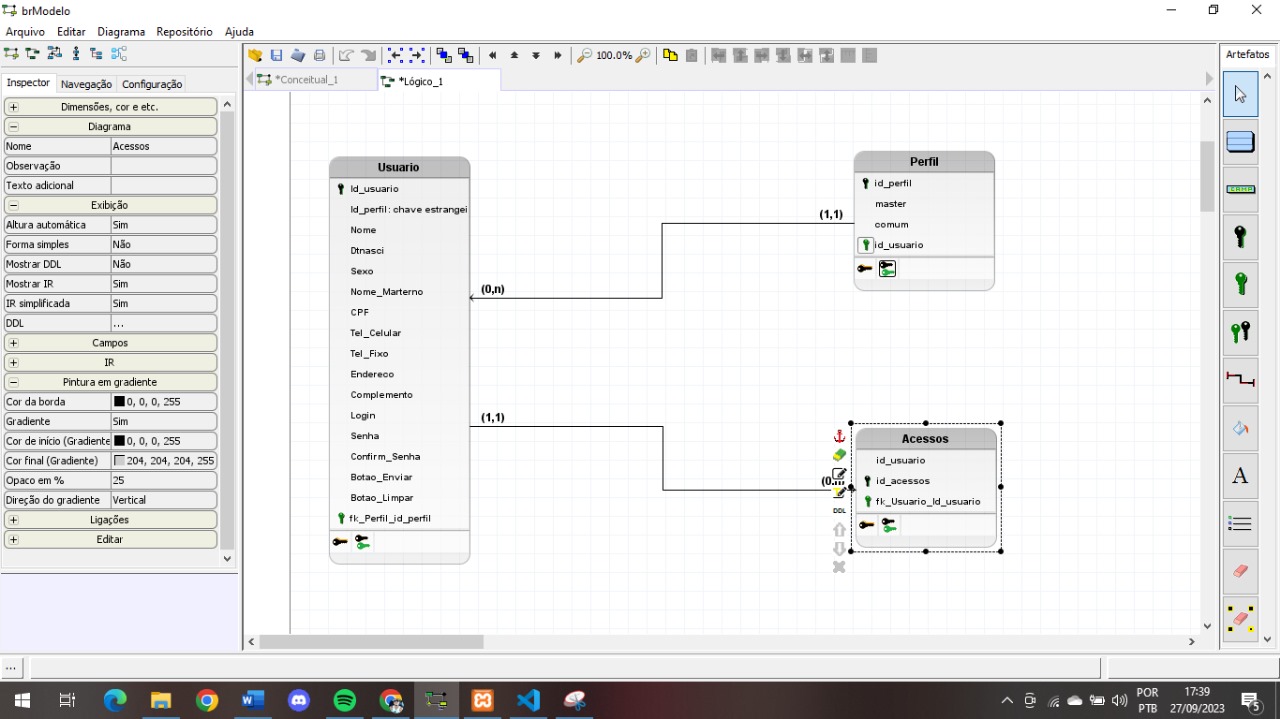 brModelo
Arquivo Editar Diagrama Repositório Ajuda
100.0%
Artefatos
Inspector Navegação Configuração
*Conceitual_1 *Lógico_1
Dimensões, cor e etc.
Diagrama
Nome Acessos
Observação
Texto adicional
Exibição
Altura automática Sim
Forma simples Não
Mostrar DDL Não
Mostrar IR Sim
IR simplificada Sim
DDL ...
Campos
IR
Pintura em gradiente
Cor da borda 0, 0, 0, 255
Gradiente Sim
Cor de início (Gradiente 0, 0, 0, 255
Cor final (Gradiente) 204, 204, 204, 255
Opaco em % 25
Direção do gradiente Vertical
Ligações
Editar
Usuario
Id_usuario
Id_perfil: chave estrangei
Nome
Dtnasci
Sexo
Nome_Marterno
CPF
Tel_Celular
Tel_Fixo
Endereco
Complemento
Login
Senha
Confirm_Senha
Botao_Enviar
Botao_Limpar
fk_Perfil_id_perfil
(0,n)
(1,1)
(1,1)
Perfil
id_perfil
master
comum
id_usuario
Acessos
id_usuario
id_acessos
fk_Usuario_Id_usuario
DDL
A
...
POR
PTB
17:39
27/09/2023
5